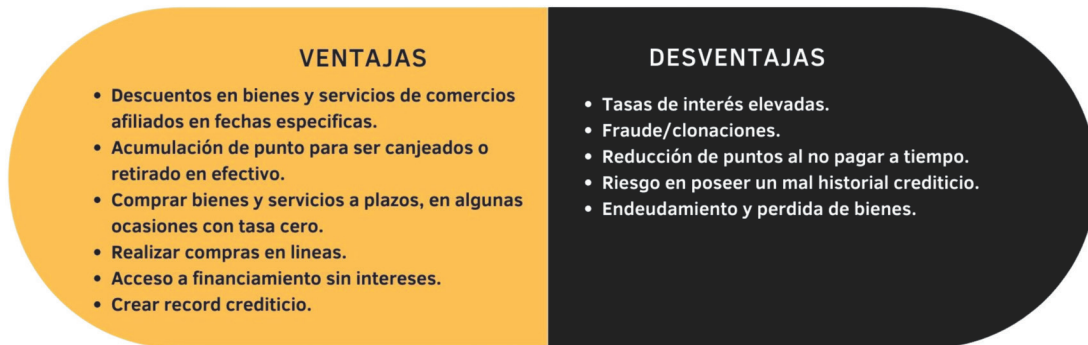 VENTAJAS
• Descuentos en bienes y servicios de comercios
afiliados en fechas especificas.
• Acumulación de punto para ser canjeados o
retirado en efectivo.
• Comprar bienes y servicios a plazos, en algunas
ocasiones con tasa cero.
• Realizar compras en lineas.
• Acceso a financiamiento sin intereses.
• Crear record crediticio.
DESVENTAJAS
• Tasas de interés elevadas.
• Fraude/clonaciones.
• Reducción de puntos al no pagar a tiempo.
• Riesgo en poseer un mal historial crediticio.
• Endeudamiento y perdida de bienes.